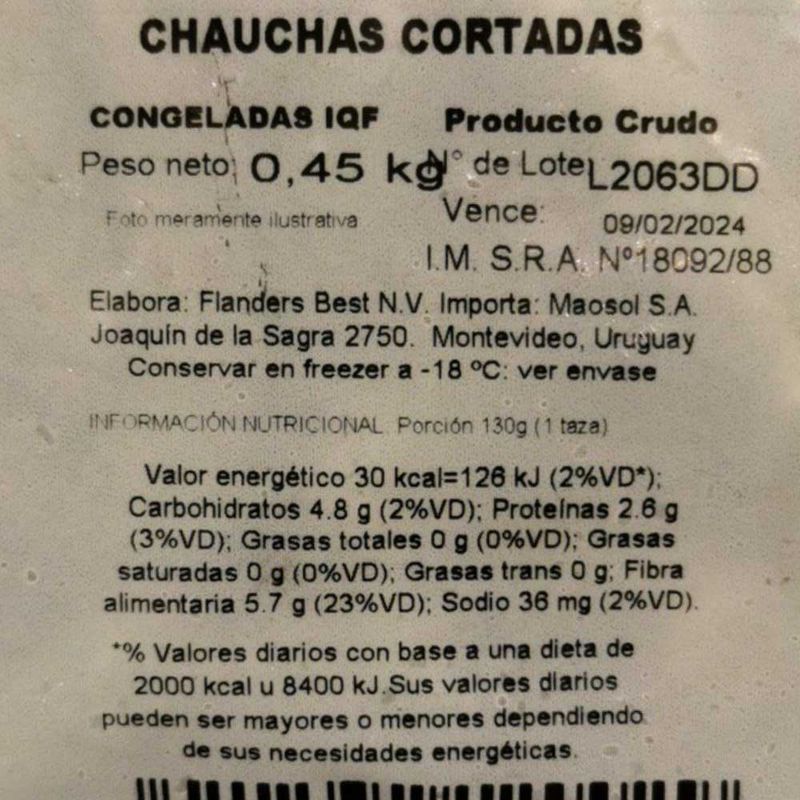 CHAUCHAS CORTADAS
CONGELADAS IQF Producto Crudo
Peso neto: 0,45 kg N° de Lote L2063DD
Foto meramente ilustrativa Vence: 09/02/2024
I.M. S.R.A. Nº18092/88
Elabora: Flanders Best N.V. Importa: Maosol S.A.
Joaquín de la Sagra 2750. Montevideo, Uruguay
Conservar en freezer a -18 ºC: ver envase
INFORMACIÓN NUTRICIONAL Porción 130g (1 taza)
Valor energético 30 kcal=126 kJ (2%VD*);
Carbohidratos 4.8 g (2%VD); Proteínas 2.6 g
(3%VD); Grasas totales 0 g (0%VD); Grasas
saturadas 0 g (0%VD); Grasas trans 0 g; Fibra
alimentaria 5.7 g (23%VD); Sodio 36 mg (2%VD).
*% Valores diarios con base a una dieta de
2000 kcal u 8400 kJ.Sus valores diarios
pueden ser mayores o menores dependiendo
de sus necesidades energéticas.